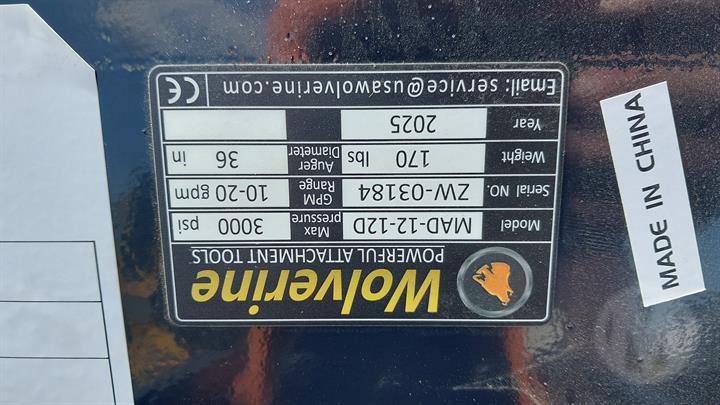 Wolverine
POWERFUL ATTACHMENT TOOLS
Model MAD-12-12D Max pressure 3000 psi
Serial NO. ZW-03184 GPM Range 10-20 gpm
Weight 170 lbs Auger Diameter 36 in
Year 2025
Email: service@usawolverine.com CE
MADE IN CHINA